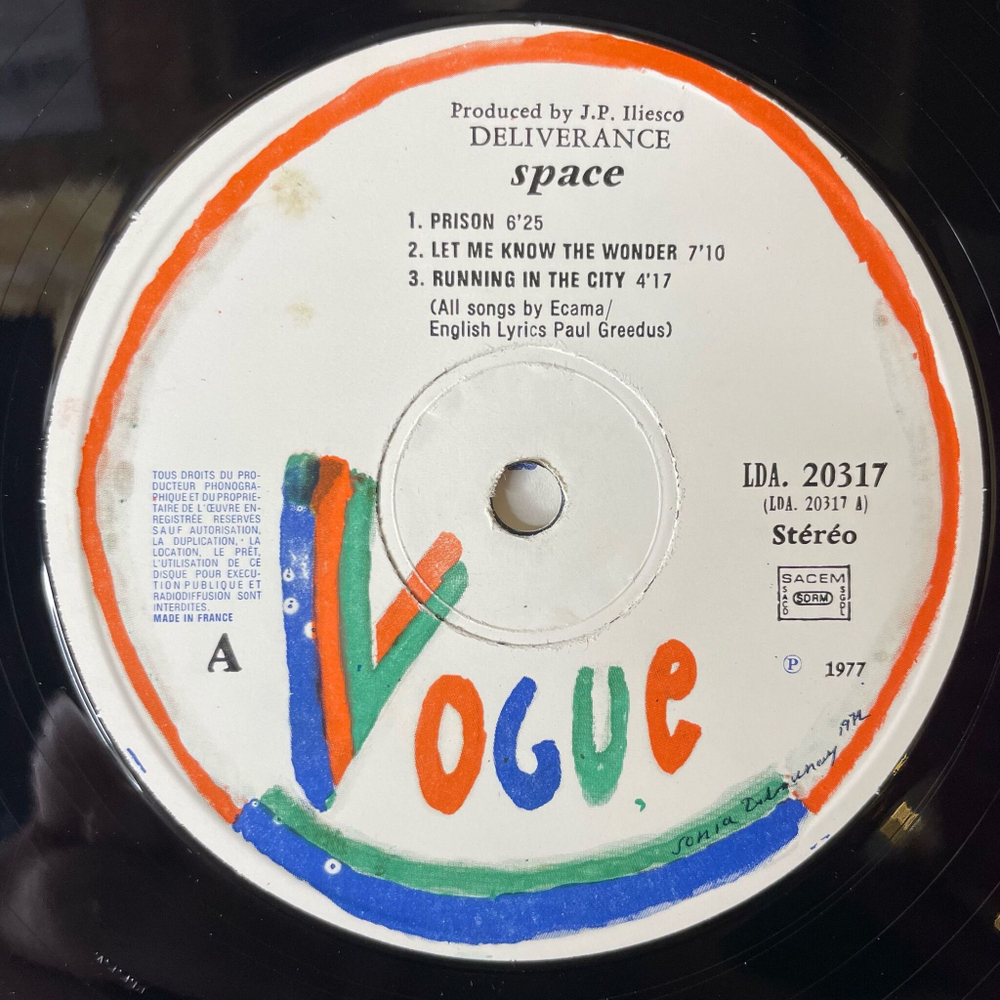 Produced by J.P. Iliesco
DELIVERANCE
space
1. PRISON 6'25
2. LET ME KNOW THE WONDER 7'10
3. RUNNING IN THE CITY 4'17
(All songs by Ecama/
English Lyrics Paul Greedus)
TOUS DROITS DU PRO-
DUCTEUR PHONOGRA-
PHIQUE ET DU PROPRIE-
TAIRE DE L'ŒUVRE EN-
REGISTRÉE RESERVES
SAUF AUTORISATION,
LA DUPLICATION, LA
LOCATION, LE PRÊT,
L'UTILISATION DE CE
DISQUE POUR EXECU-
TION PUBLIQUE ET
RADIODIFFUSION SONT
INTERDITES.
MADE IN FRANCE
A
LDA. 20317
(LDA. 20317 A)
Stéréo
SACEM
SACD
SDRM
SGDL
℗ 1977
VOGUE
sonia Delaunay